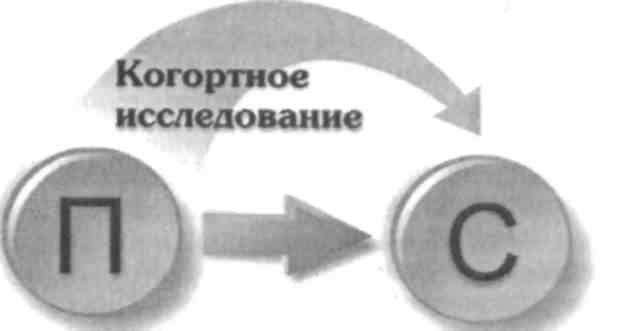 Когортное
исследование
П
С